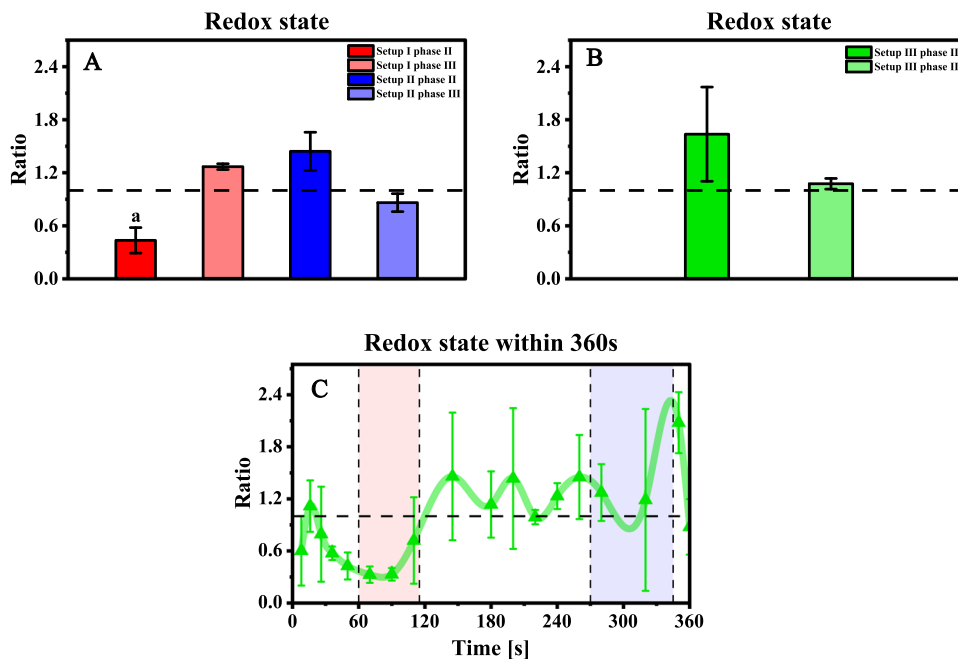 Redox state
A
Setup I phase II
Setup I phase III
Setup II phase II
Setup II phase III
Ratio
2.4
1.8
1.2
0.6
0.0
a
Redox state
B
Setup III phase II
Setup III phase II
Ratio
2.4
1.8
1.2
0.6
0.0
Redox state within 360s
C
Ratio
2.4
1.8
1.2
0.6
0.0
0 60 120 180 240 300 360
Time [s]